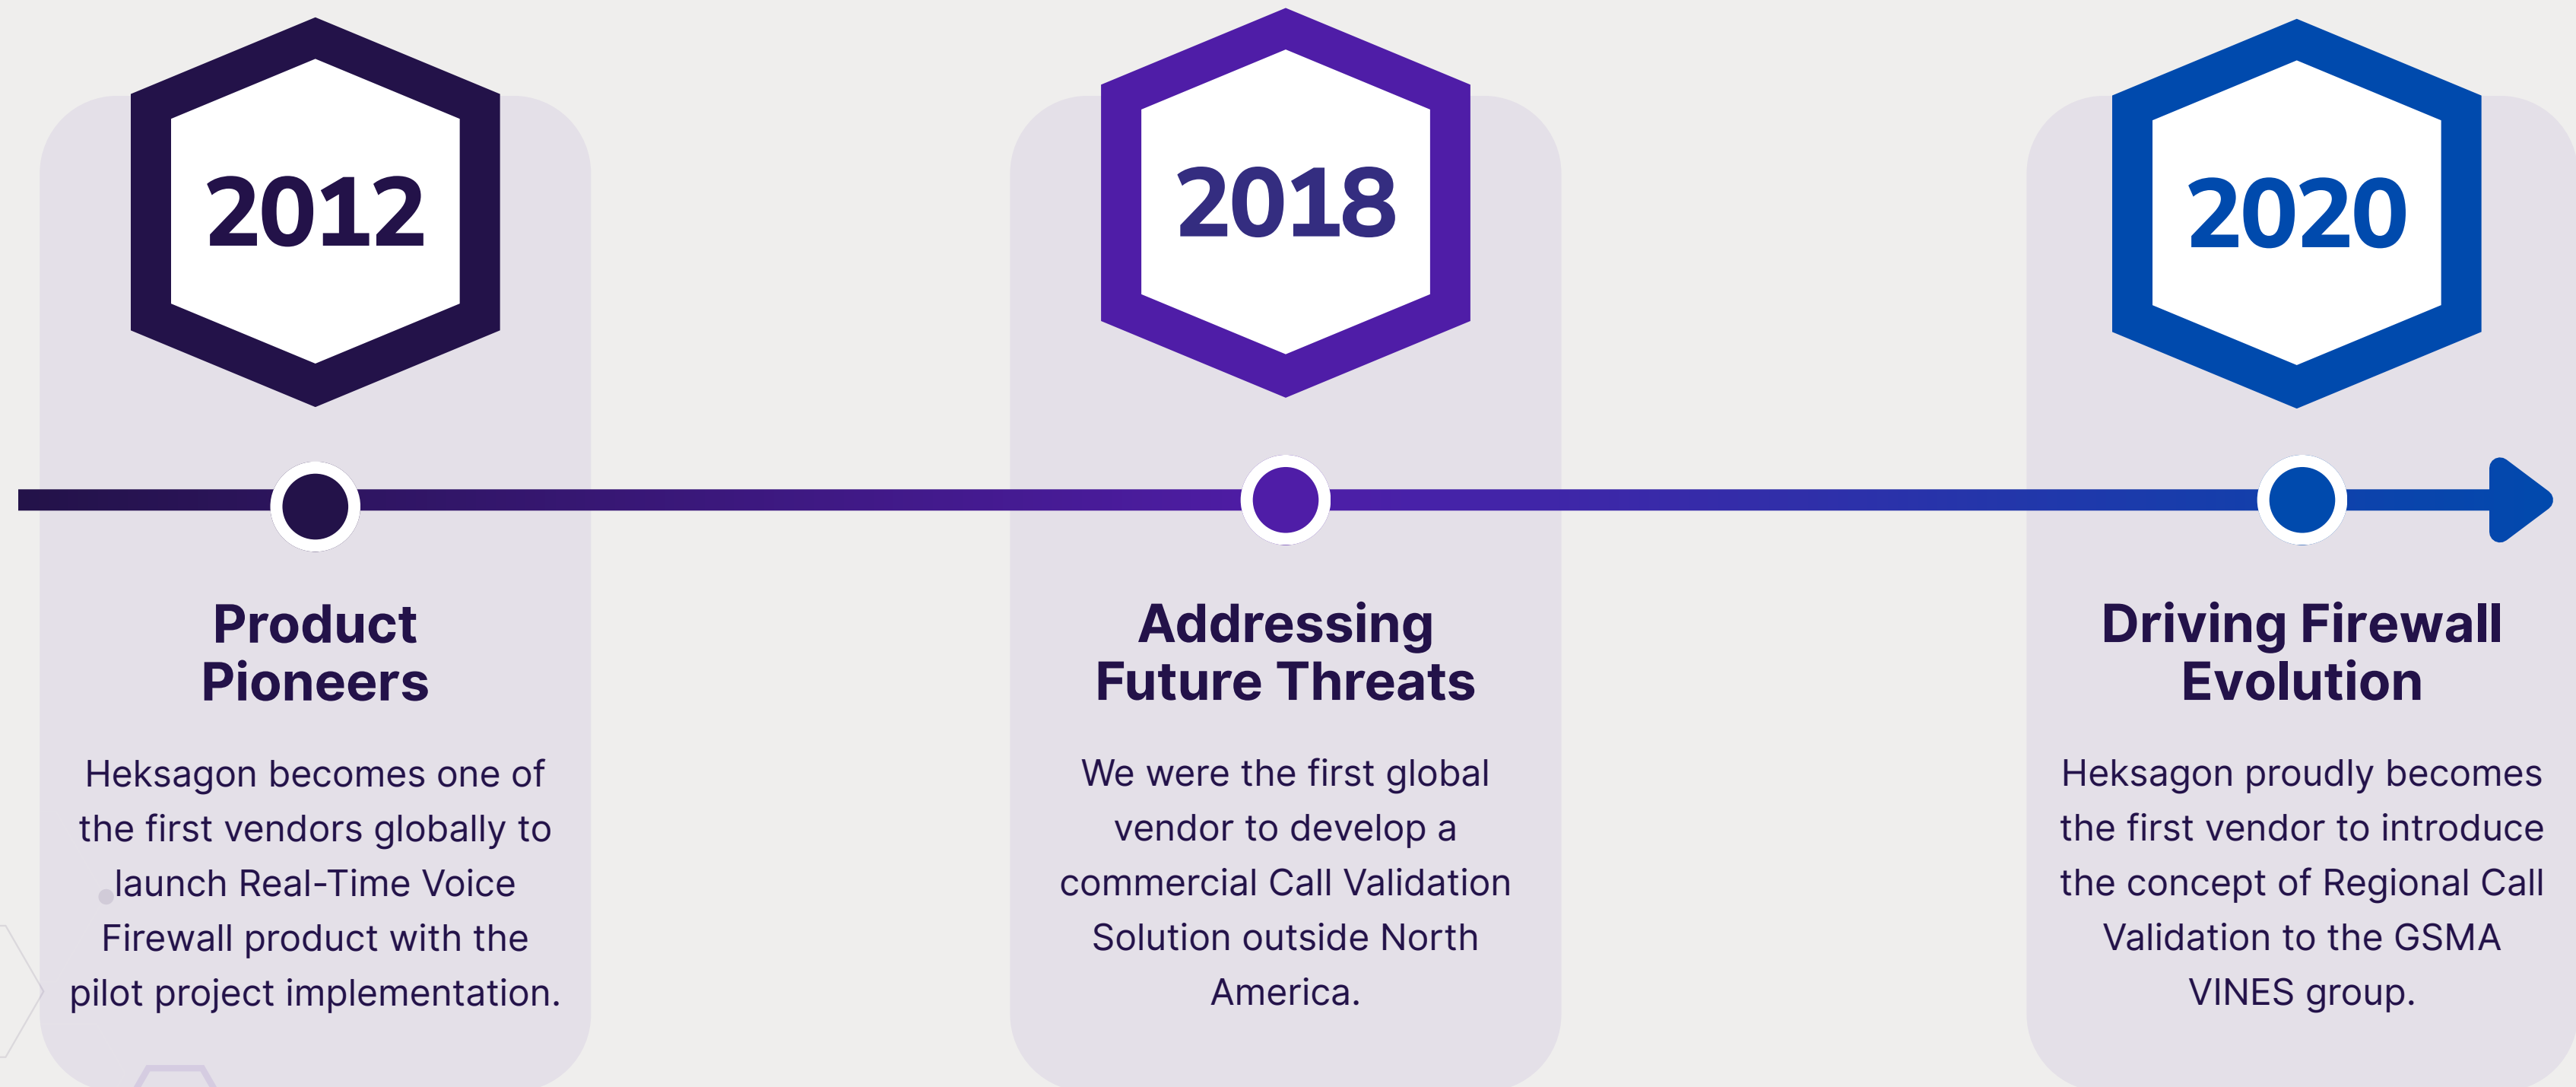 2012
Product
Pioneers
Heksagon becomes one of
the first vendors globally to
launch Real-Time Voice
Firewall product with the
pilot project implementation.
2018
Addressing
Future Threats
We were the first global
vendor to develop a
commercial Call Validation
Solution outside North
America.
2020
Driving Firewall
Evolution
Heksagon proudly becomes
the first vendor to introduce
the concept of Regional Call
Validation to the GSMA
VINES group.